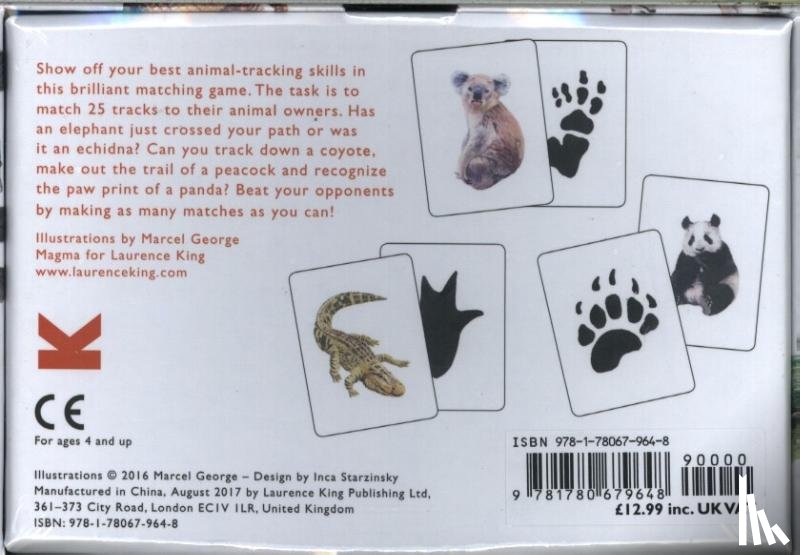 Show off your best animal-tracking skills in
this brilliant matching game. The task is to
match 25 tracks to their animal owners. Has
an elephant just crossed your path or was
it an echidna? Can you track down a coyote,
make out the trail of a peacock and recognize
the paw print of a panda? Beat your opponents
by making as many matches as you can!
Illustrations by Marcel George
Magma for Laurence King
www.laurenceking.com
K
CE
For ages 4 and up
Illustrations © 2016 Marcel George – Design by Inca Starzinsky
Manufactured in China, August 2017 by Laurence King Publishing Ltd,
361–373 City Road, London EC1V 1LR, United Kingdom
ISBN: 978-1-78067-964-8
ISBN 978-1-78067-964-8
90000
9 781780 679648
£12.99 inc. UK VA